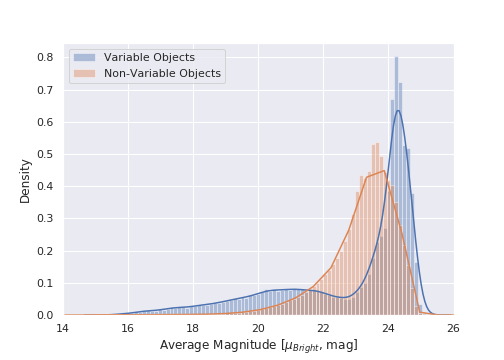 Variable Objects
Non-Variable Objects
Density
0.8
0.7
0.6
0.5
0.4
0.3
0.2
0.1
0.0
14 16 18 20 22 24 26
Average Magnitude [μBright, mag]